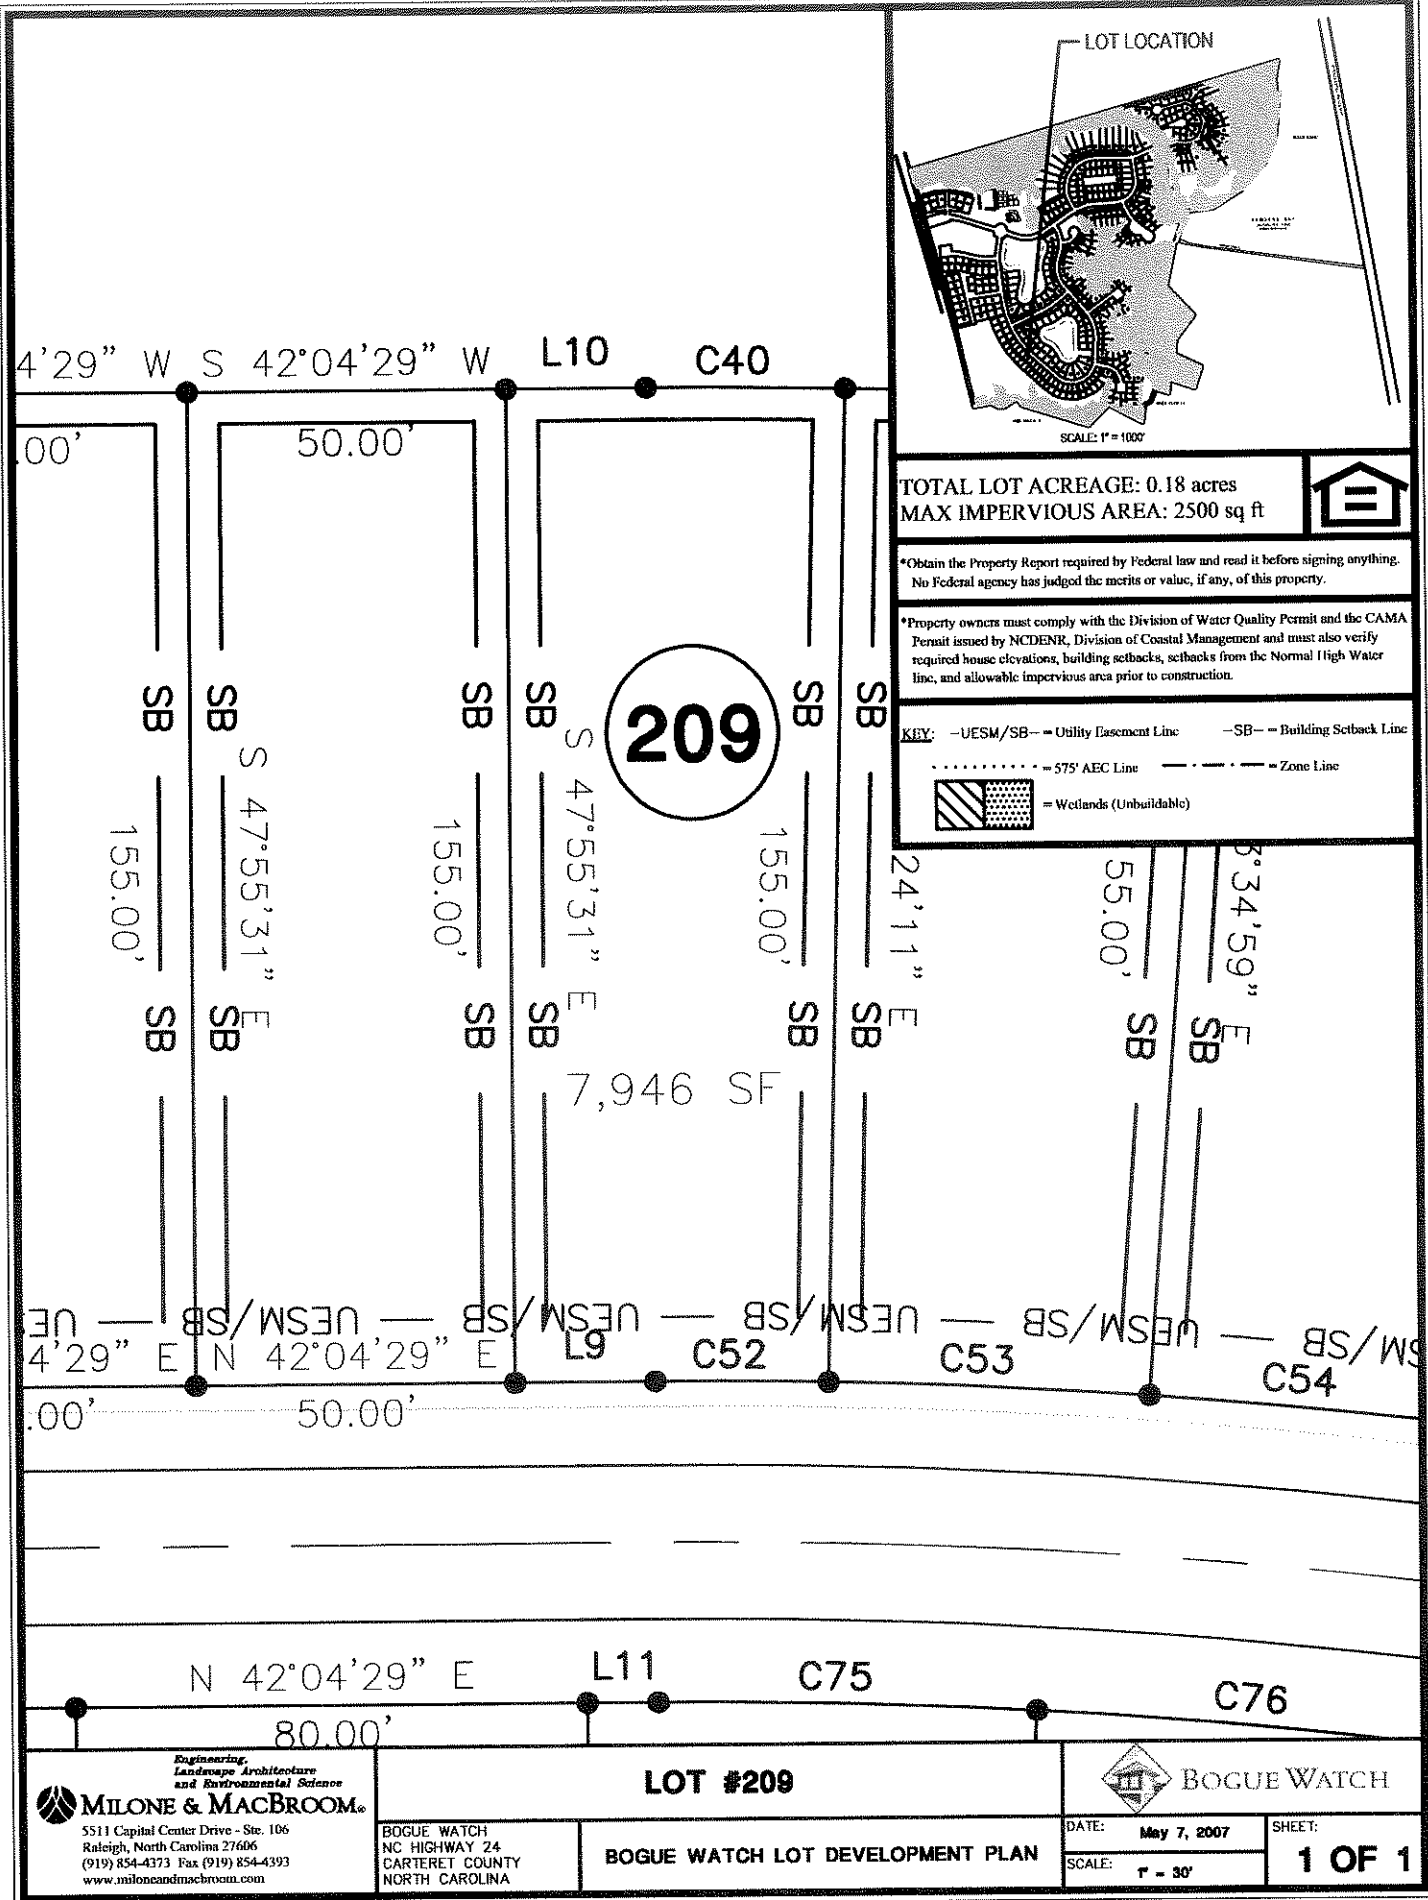 LOT LOCATION
SCALE: 1" = 1000'
TOTAL LOT ACREAGE: 0.18 acres
MAX IMPERVIOUS AREA: 2500 sq ft
*Obtain the Property Report required by Federal law and read it before signing anything.
No Federal agency has judged the merits or value, if any, of this property.
*Property owners must comply with the Division of Water Quality Permit and the CAMA
Permit issued by NCDENR, Division of Coastal Management and must also verify
required house elevations, building setbacks, setbacks from the Normal High Water
line, and allowable impervious area prior to construction.
KEY: -UESM/SB- = Utility Easement Line -SB- = Building Setback Line
= 575' AEC Line = Zone Line
= Wetlands (Unbuildable)
4'29" W S 42°04'29" W L10 C40
.00' 50.00'
209
SB SB SB SB SB SB
S 47°55'31" E
S 47°55'31" E
24'11" E
3°34'59" E
155.00' 155.00' 155.00' 55.00'
SB SB SB SB SB SB SB SB
7,946 SF
UE UESM/SB UESM/SB UESM/SB UESM/SB SM/SB
4'29" E N 42°04'29" E L9 C52 C53 C54
.00' 50.00'
N 42°04'29" E L11 C75 C76
80.00'
Engineering,
Landscape Architecture
and Environmental Science
MILONE & MACBROOM®
5511 Capital Center Drive - Ste. 106
Raleigh, North Carolina 27606
(919) 854-4373 Fax (919) 854-4393
www.miloneandmacbroom.com
LOT #209
BOGUE WATCH
NC HIGHWAY 24
CARTERET COUNTY
NORTH CAROLINA
BOGUE WATCH LOT DEVELOPMENT PLAN
BOGUE WATCH
DATE: May 7, 2007
SCALE: 1" = 30'
SHEET:
1 OF 1